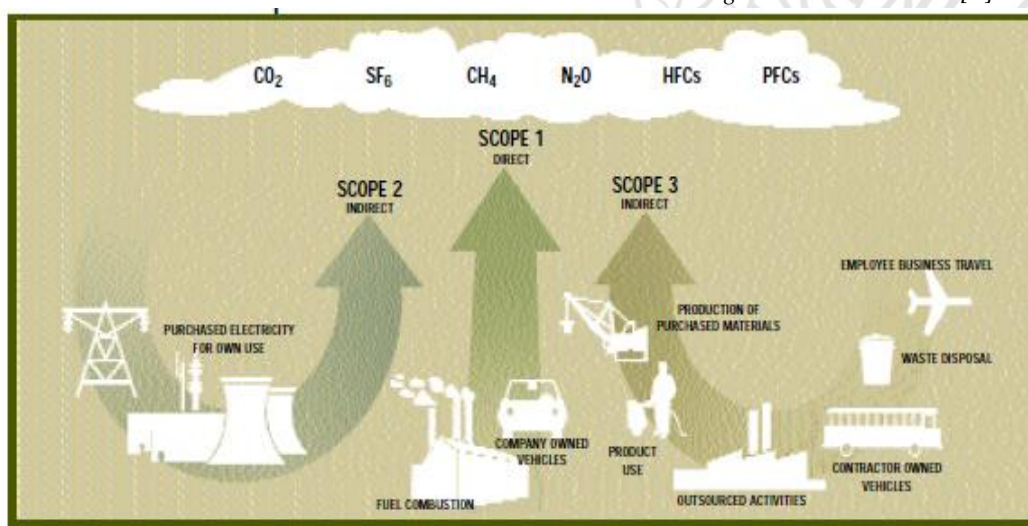 CO₂ SF₆ CH₄ N₂O HFCs PFCs
SCOPE 1
DIRECT
SCOPE 2
INDIRECT
SCOPE 3
INDIRECT
EMPLOYEE BUSINESS TRAVEL
PURCHASED ELECTRICITY
FOR OWN USE
PRODUCTION OF
PURCHASED MATERIALS
WASTE DISPOSAL
COMPANY OWNED
VEHICLES
PRODUCT
USE
CONTRACTOR OWNED
VEHICLES
FUEL COMBUSTION
OUTSOURCED ACTIVITIES